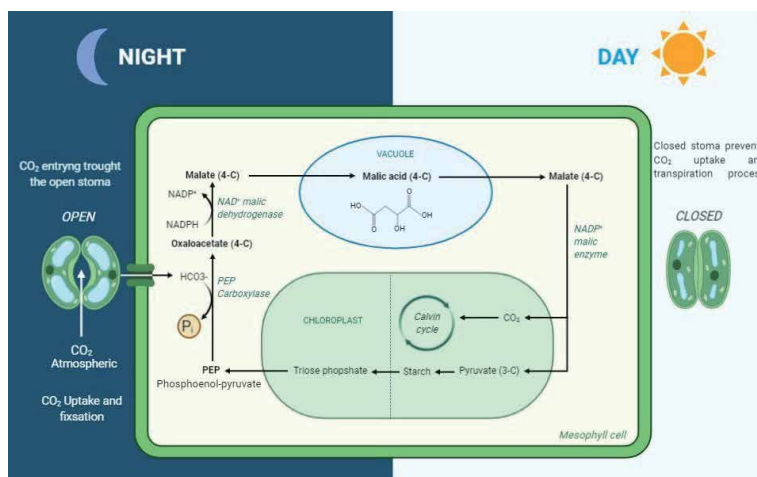 NIGHT
DAY
CO₂ entryng trought
the open stoma
OPEN
CO₂
Atmospheric
CO₂ Uptake and
fixsation
Malate (4-C)
NADP⁺
NADPH
NAD⁺ malic
dehydrogenase
Oxaloacetate (4-C)
HCO3-
PEP
Carboxylase
Pi
PEP
Phosphoenol-pyruvate
VACUOLE
Malic acid (4-C)
HO
O
OH
O
OH
Malate (4-C)
NADP⁺
malic
enzyme
CHLOROPLAST
Calvin
cycle
CO₂
Triose phopshate
Starch
Pyruvate (3-C)
Mesophyll cell
Closed stoma preven
CO₂ uptake an
transpiration proces
CLOSED